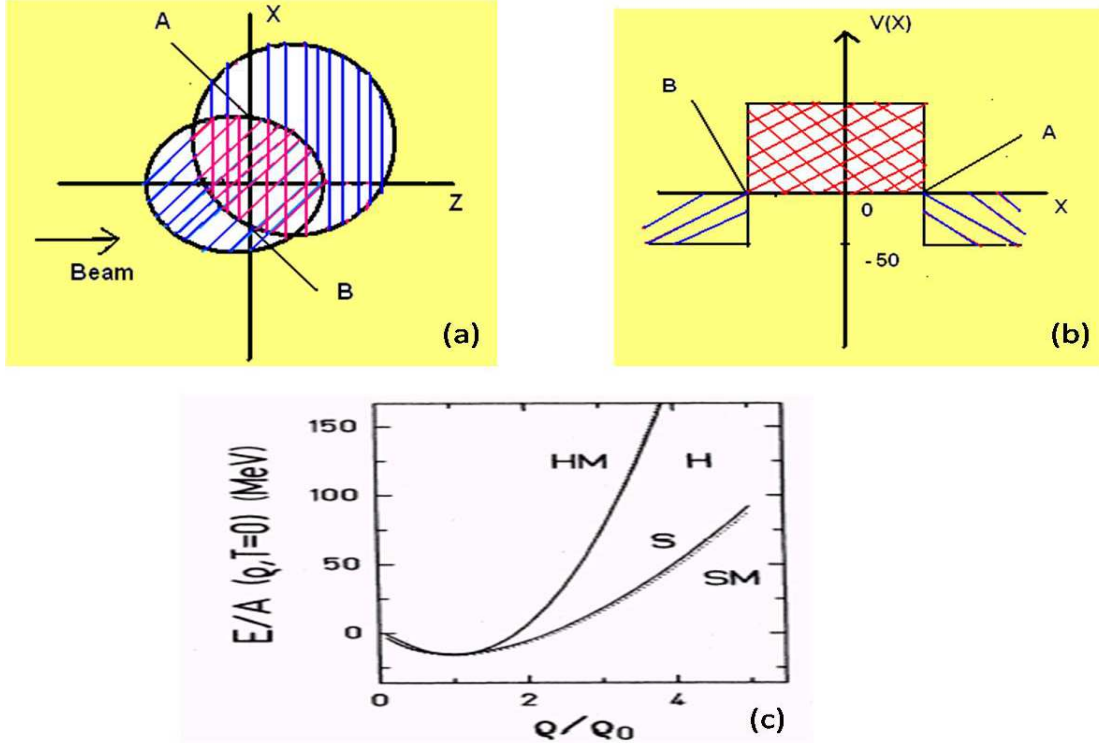 A
X
Z
Beam
B
(a)
V(X)
B
A
0
X
-50
(b)
E/A (ϱ,T=0) (MeV)
150
100
50
0
HM
H
S
SM
0
2
4
ϱ/ϱ0
(c)